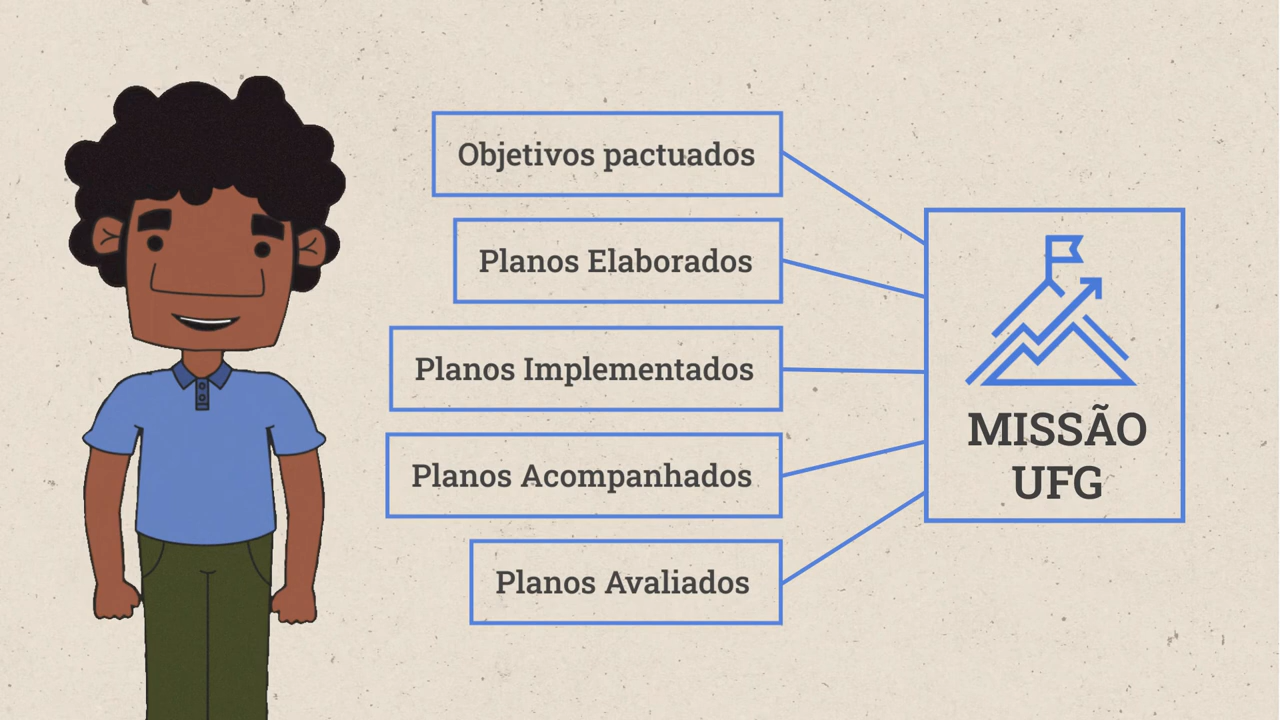 Objetivos pactuados
Planos Elaborados
Planos Implementados
Planos Acompanhados
Planos Avaliados
MISSÃO
UFG